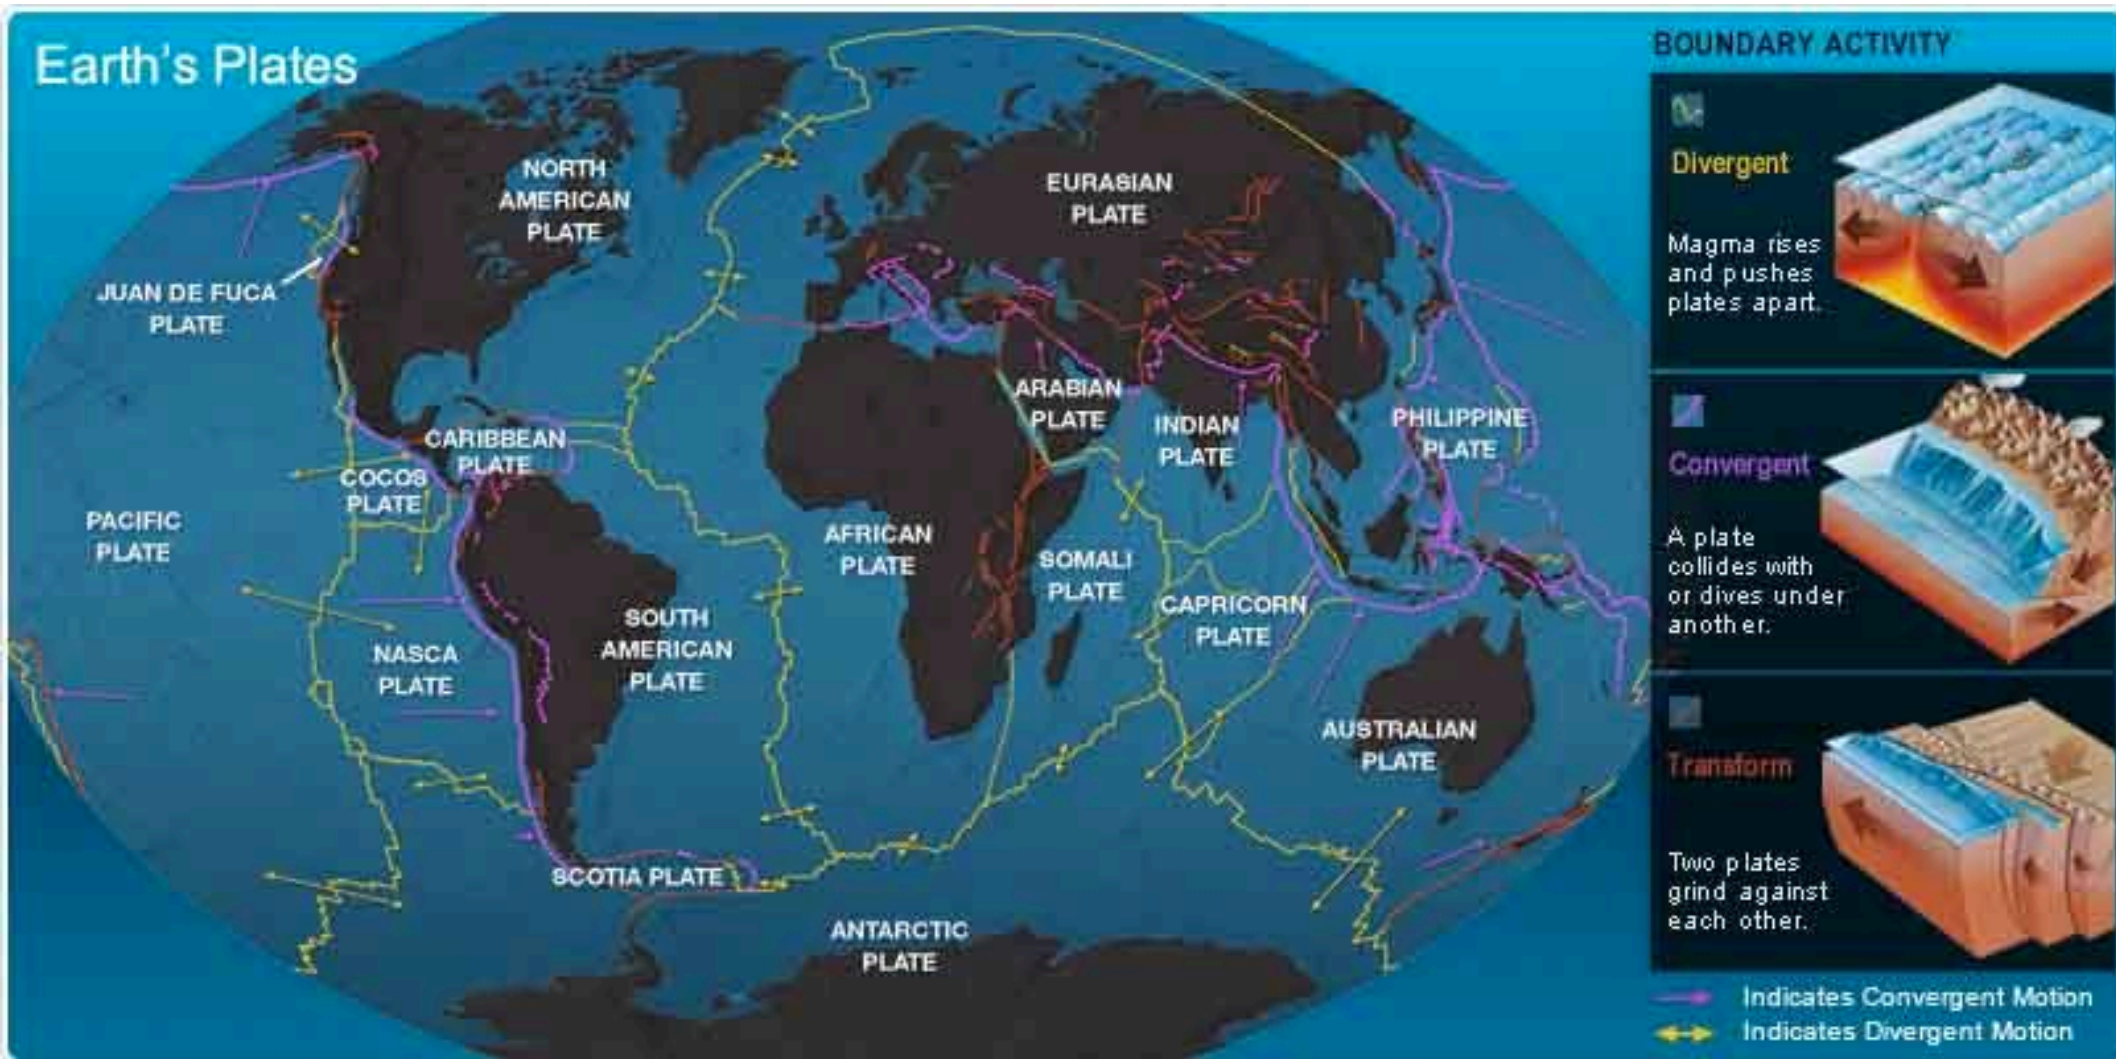 Earth's Plates
NORTH
AMERICAN
PLATE
EURASIAN
PLATE
JUAN DE FUCA
PLATE
ARABIAN
PLATE
INDIAN
PLATE
PHILIPPINE
PLATE
CARIBBEAN
PLATE
COCOS
PLATE
PACIFIC
PLATE
AFRICAN
PLATE
SOMALI
PLATE
CAPRICORN
PLATE
NASCA
PLATE
SOUTH
AMERICAN
PLATE
AUSTRALIAN
PLATE
SCOTIA PLATE
ANTARCTIC
PLATE
BOUNDARY ACTIVITY
Divergent
Magma rises
and pushes
plates apart.
Convergent
A plate
collides with
or dives under
another.
Transform
Two plates
grind against
each other.
Indicates Convergent Motion
Indicates Divergent Motion